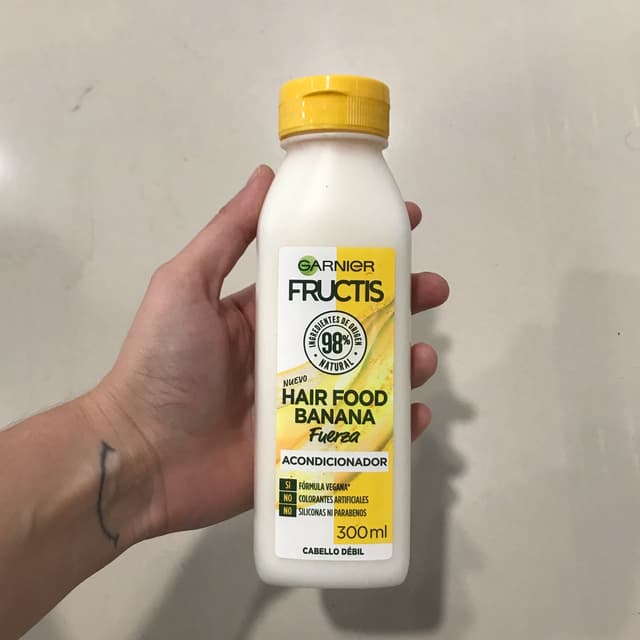 GARNIER
FRUCTIS
INGREDIENTES DE ORIGEN
98%
NATURAL
NUEVO
HAIR FOOD
BANANA
Fuerza
ACONDICIONADOR
SI FÓRMULA VEGANA*
NO COLORANTES ARTIFICIALES
NO SILICONAS NI PARABENOS
300ml
CABELLO DÉBIL